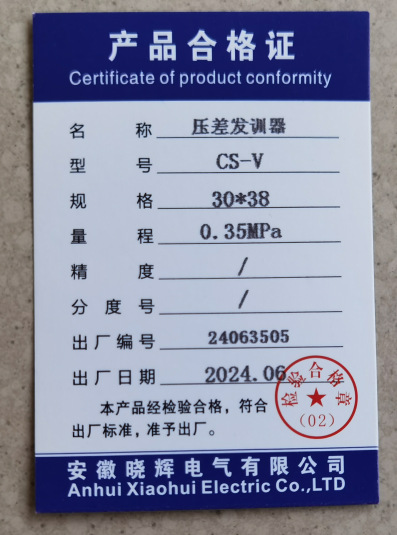 产品合格证
Certificate of product conformity
名称 压差发训器
型号 CS-V
规格 30*38
量程 0.35MPa
精度 /
分度号 /
出厂编号 24063505
出厂日期 2024.06
检验合格章
(02)
本产品经检验合格，符合
出厂标准，准予出厂。
安徽晓辉电气有限公司
Anhui Xiaohui Electric Co.,LTD